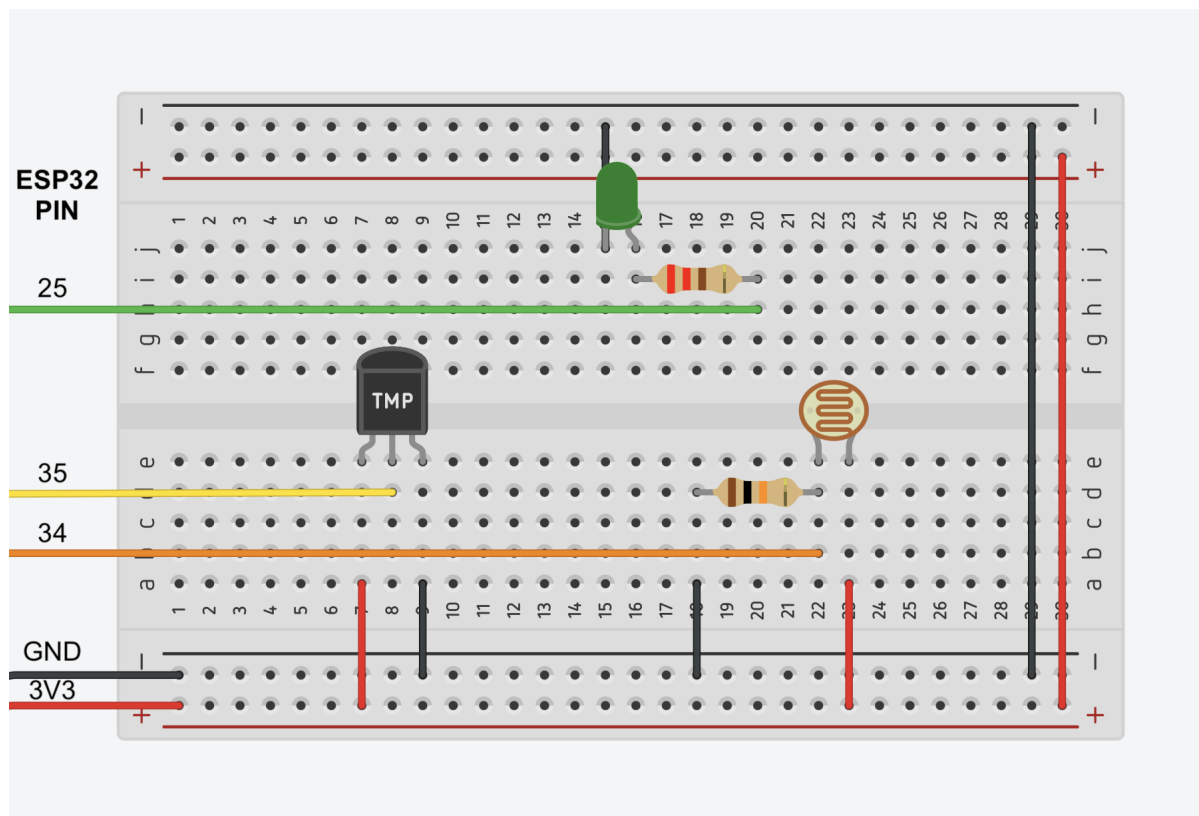 − −
+ +
ESP32
PIN
1 2 3 4 5 6 7 8 9 10 11 12 13 14 15 17 18 19 20 21 22 23 24 25 26 27 28 29 30
j j
25
i i
h h
g g
f f
TMP
35
e e
d d
34
c c
b b
a a
1 2 3 4 5 6 7 8 9 10 11 12 13 14 15 16 17 18 19 20 21 22 23 24 25 26 27 28 29 30
GND
− −
3V3
+ +